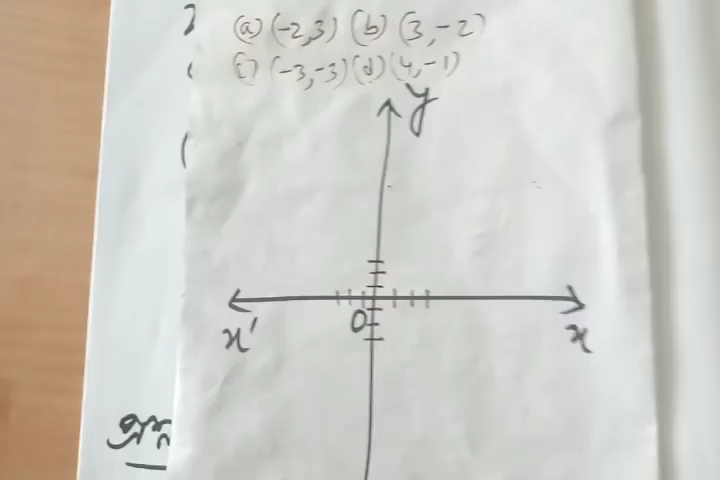 (a) (-2,3) (b) (3,-2)
(c) (-3,-3) (d) (4,-1)
y
O
x' x